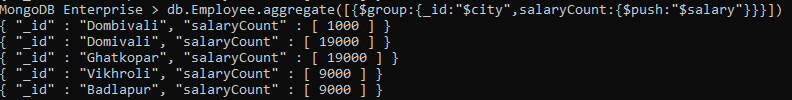 MongoDB Enterprise > db.Employee.aggregate([{$group:{_id:"$city",salaryCount:{$push:"$salary"}}}])
{ "_id" : "Dombivali", "salaryCount" : [ 1000 ] }
{ "_id" : "Domivali", "salaryCount" : [ 19000 ] }
{ "_id" : "Ghatkopar", "salaryCount" : [ 19000 ] }
{ "_id" : "Vikhroli", "salaryCount" : [ 9000 ] }
{ "_id" : "Badlapur", "salaryCount" : [ 9000 ] }